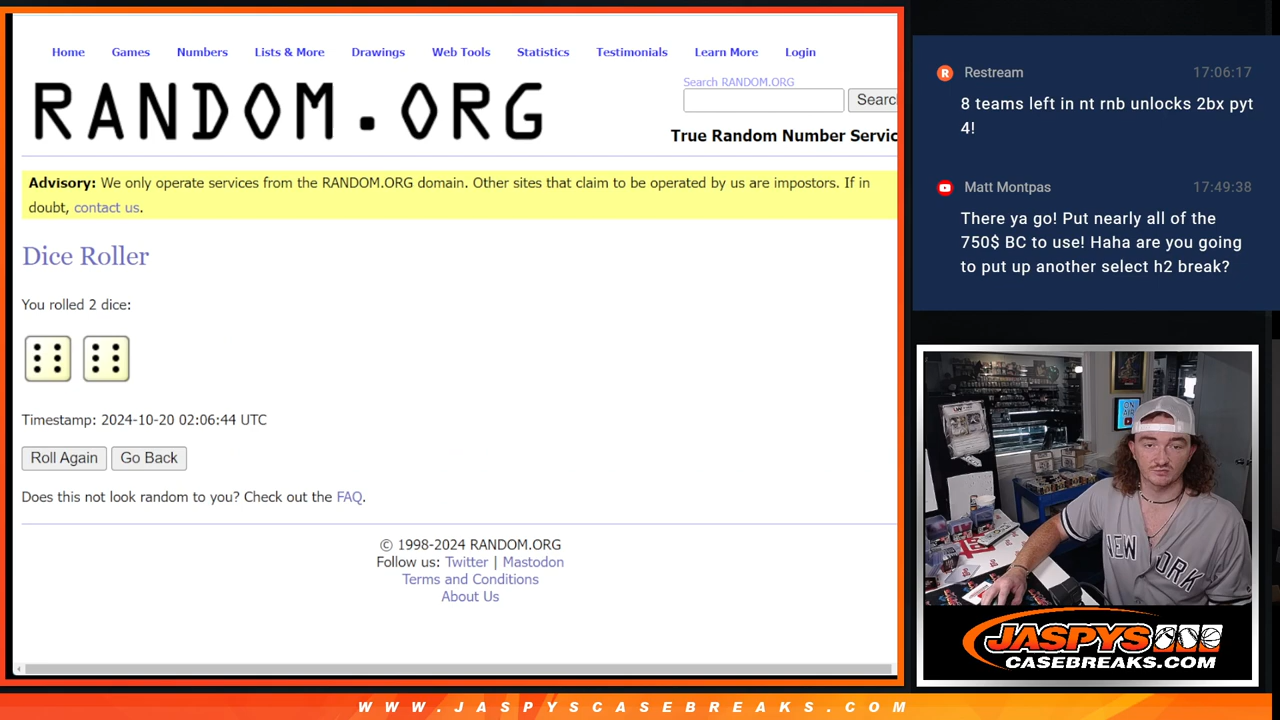 Home Games Numbers Lists & More Drawings Web Tools Statistics Testimonials Learn More Login
RANDOM.ORG
Search RANDOM.ORG
Searc
True Random Number Servic
Advisory: We only operate services from the RANDOM.ORG domain. Other sites that claim to be operated by us are impostors. If in
doubt, contact us.
Dice Roller
You rolled 2 dice:
Timestamp: 2024-10-20 02:06:44 UTC
Roll Again Go Back
Does this not look random to you? Check out the FAQ.
© 1998-2024 RANDOM.ORG
Follow us: Twitter | Mastodon
Terms and Conditions
About Us
R Restream 17:06:17
8 teams left in nt rnb unlocks 2bx pyt
4!
Matt Montpas 17:49:38
There ya go! Put nearly all of the
750$ BC to use! Haha are you going
to put up another select h2 break?
ON
AIR
NEW YORK
JASPYS
CASEBREAKS.COM
WWW.JASPYSCASEBREAKS.COM